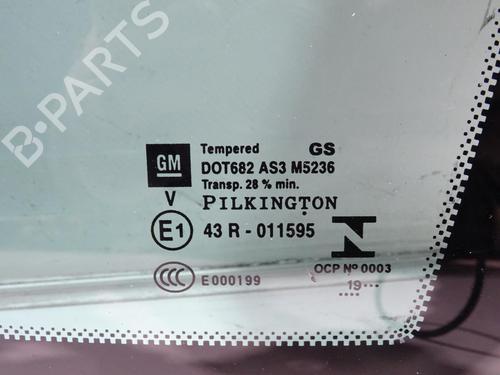 B-Parts
Tempered GS
GM DOT682 AS3 M5236
Transp. 28 % min.
V PILKINGTON
E1 43 R - 011595 N
CCC E000199 OCP Nº 0003
19···